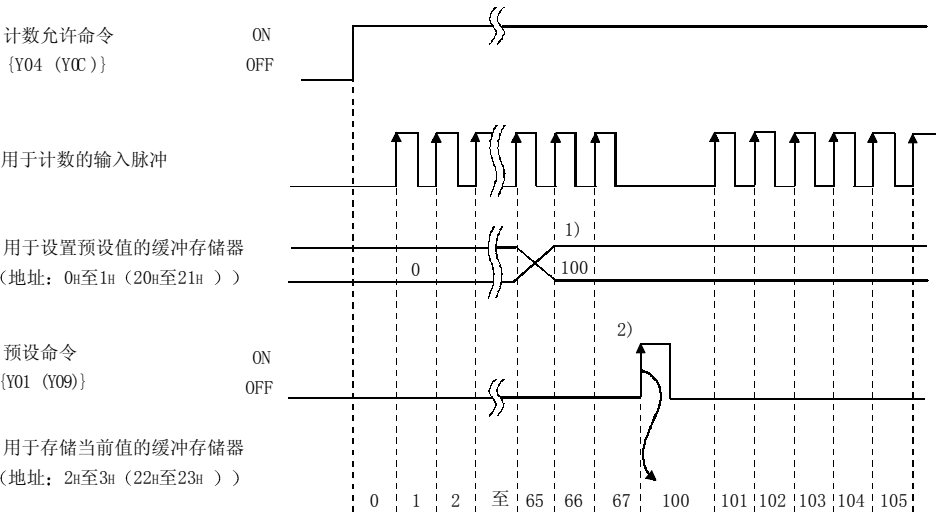 计数允许命令 ON
{Y04 (Y0C)} OFF
用于计数的输入脉冲
用于设置预设值的缓冲存储器 1)
(地址：0H至1H（20H至21H ）) 0 100
2)
预设命令 ON
{Y01 (Y09)} OFF
用于存储当前值的缓冲存储器
(地址：2H至3H（22H至23H ）)
0 1 2 至 65 66 67 100 101 102 103 104 105